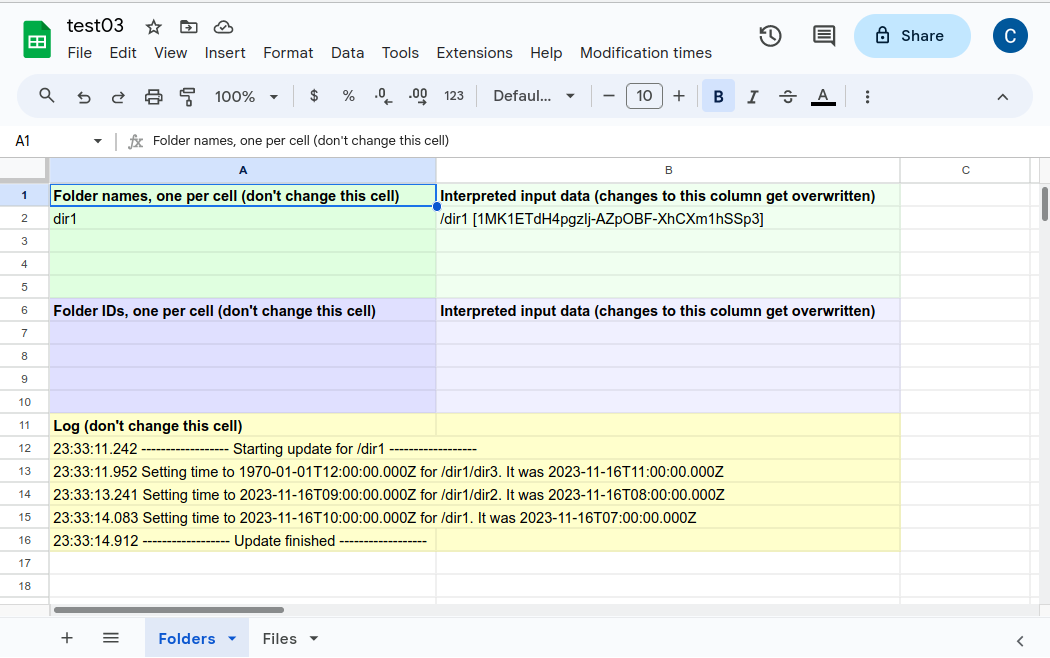 test03
File Edit View Insert Format Data Tools Extensions Help Modification times
Share
C
100% $ % .0 .00 123 Defaul... 10 B I S A
A1 fx Folder names, one per cell (don't change this cell)
A B C
1 Folder names, one per cell (don't change this cell) Interpreted input data (changes to this column get overwritten)
2 dir1 /dir1 [1MK1ETdH4pgzIj-AZpOBF-XhCXm1hSSp3]
3
4
5
6 Folder IDs, one per cell (don't change this cell) Interpreted input data (changes to this column get overwritten)
7
8
9
10
11 Log (don't change this cell)
12 23:33:11.242 ------------------ Starting update for /dir1 ------------------
13 23:33:11.952 Setting time to 1970-01-01T12:00:00.000Z for /dir1/dir3. It was 2023-11-16T11:00:00.000Z
14 23:33:13.241 Setting time to 2023-11-16T09:00:00.000Z for /dir1/dir2. It was 2023-11-16T08:00:00.000Z
15 23:33:14.083 Setting time to 2023-11-16T10:00:00.000Z for /dir1. It was 2023-11-16T07:00:00.000Z
16 23:33:14.912 ------------------ Update finished ------------------
17
18
Folders Files